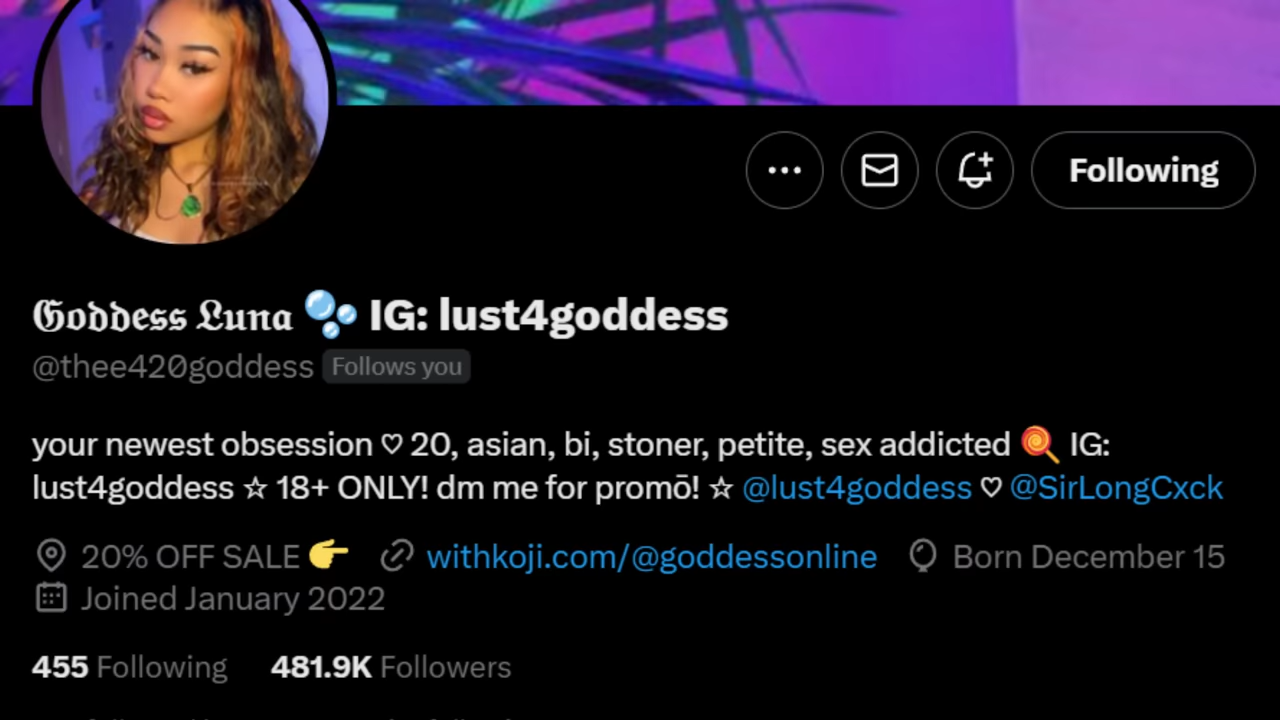 𝕲𝖔𝖉𝖉𝖊𝖘𝖘 𝕷𝖚𝖓𝖆 🫧 IG: lust4goddess
@thee420goddess Follows you
Following
your newest obsession ♡ 20, asian, bi, stoner, petite, sex addicted 🍭 IG:
lust4goddess ☆ 18+ ONLY! dm me for promō! ☆ @lust4goddess ♡ @SirLongCxck
20% OFF SALE 👉 withkoji.com/@goddessonline Born December 15
Joined January 2022
455 Following 481.9K Followers